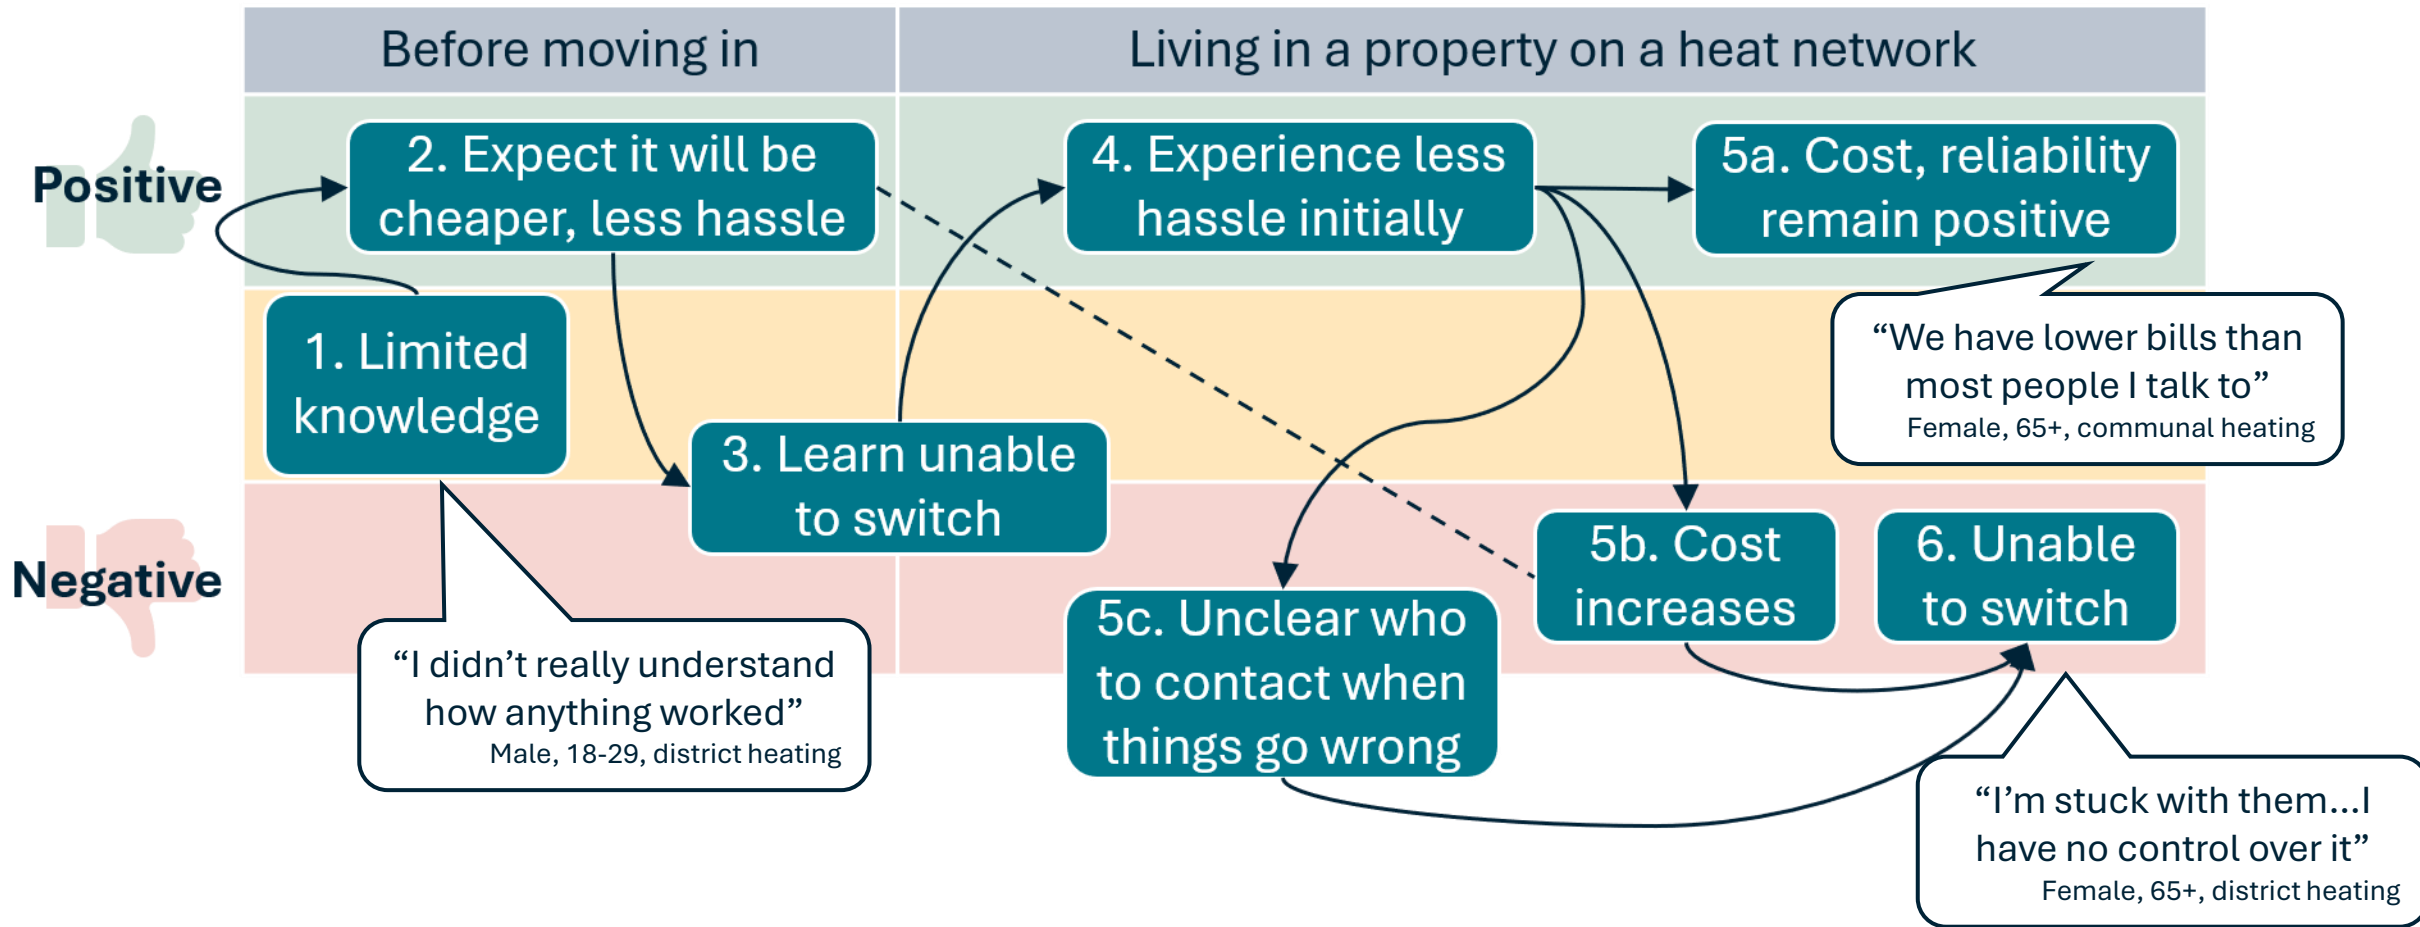 Before moving in
Living in a property on a heat network
Positive
2. Expect it will be
cheaper, less hassle
4. Experience less
hassle initially
5a. Cost, reliability
remain positive
“We have lower bills than
most people I talk to”
Female, 65+, communal heating
1. Limited
knowledge
3. Learn unable
to switch
Negative
5b. Cost
increases
6. Unable
to switch
5c. Unclear who
to contact when
things go wrong
“I didn’t really understand
how anything worked”
Male, 18-29, district heating
“I’m stuck with them...I
have no control over it”
Female, 65+, district heating